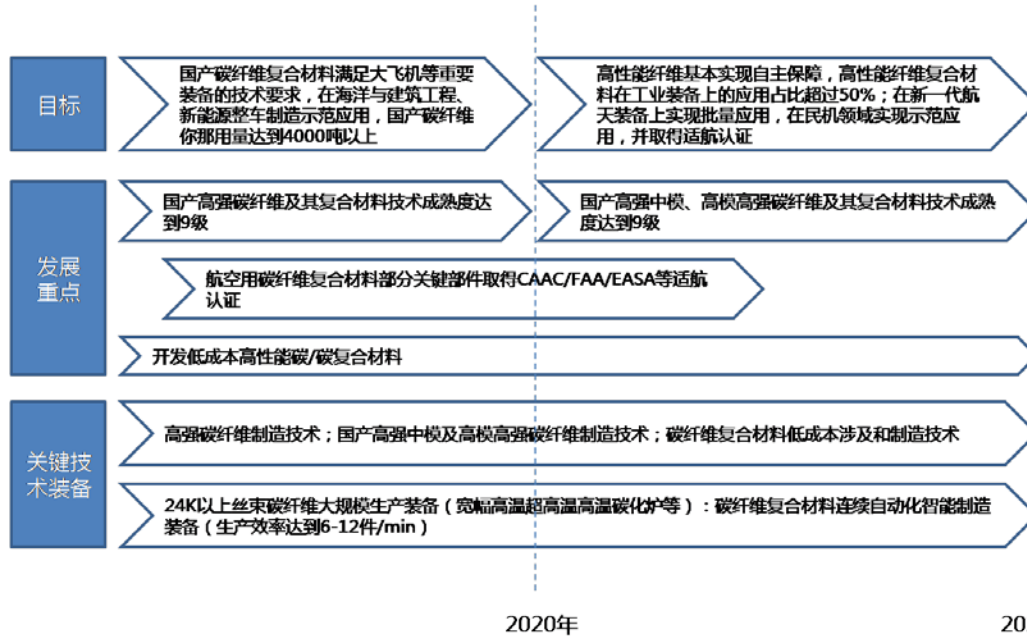 目标
国产碳纤维复合材料满足大飞机等重要
装备的技术要求，在海洋与建筑工程、
新能源整车制造示范应用，国产碳纤维
你那用量达到4000吨以上
高性能纤维基本实现自主保障，高性能纤维复合材
料在工业装备上的应用占比超过50%；在新一代航
天装备上实现批量应用，在民机领域实现示范应
用，并取得适航认证
发展
重点
国产高强碳纤维及其复合材料技术成熟度达
到9级
国产高强中模、高模高强碳纤维及其复合材料技术成熟
度达到9级
航空用碳纤维复合材料部分关键部件取得CAAC/FAA/EASA等适航
认证
开发低成本高性能碳/碳复合材料
关键技
术装备
高强碳纤维制造技术；国产高强中模及高模高强碳纤维制造技术；碳纤维复合材料低成本涉及和制造技术
24K以上丝束碳纤维大规模生产装备（宽幅高温超高温高温碳化炉等）：碳纤维复合材料连续自动化智能制造
装备（生产效率达到6-12件/min）
2020年
20